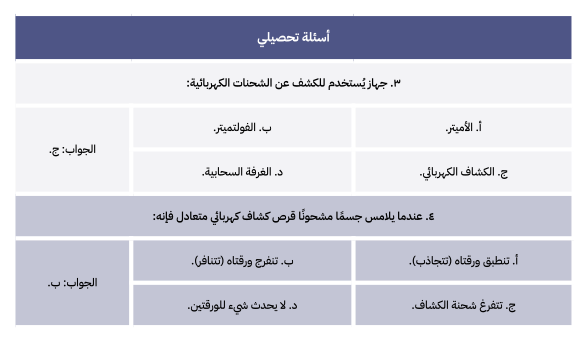 أسئلة تحصيلي
٣. جهاز يُستخدم للكشف عن الشحنات الكهربائية:
أ. الأميتر.
ب. الفولتميتر.
ج. الكشاف الكهربائي.
د. الغرفة السحابية.
الجواب: ج.
٤. عندما يلامس جسمًا مشحونًا قرص كشاف كهربائي متعادل فإنه:
أ. تنطبق ورقتاه (تتجاذب).
ب. تنفرج ورقتاه (تتنافر).
ج. تتفرغ شحنة الكشاف.
د. لا يحدث شيء للورقتين.
الجواب: ب.